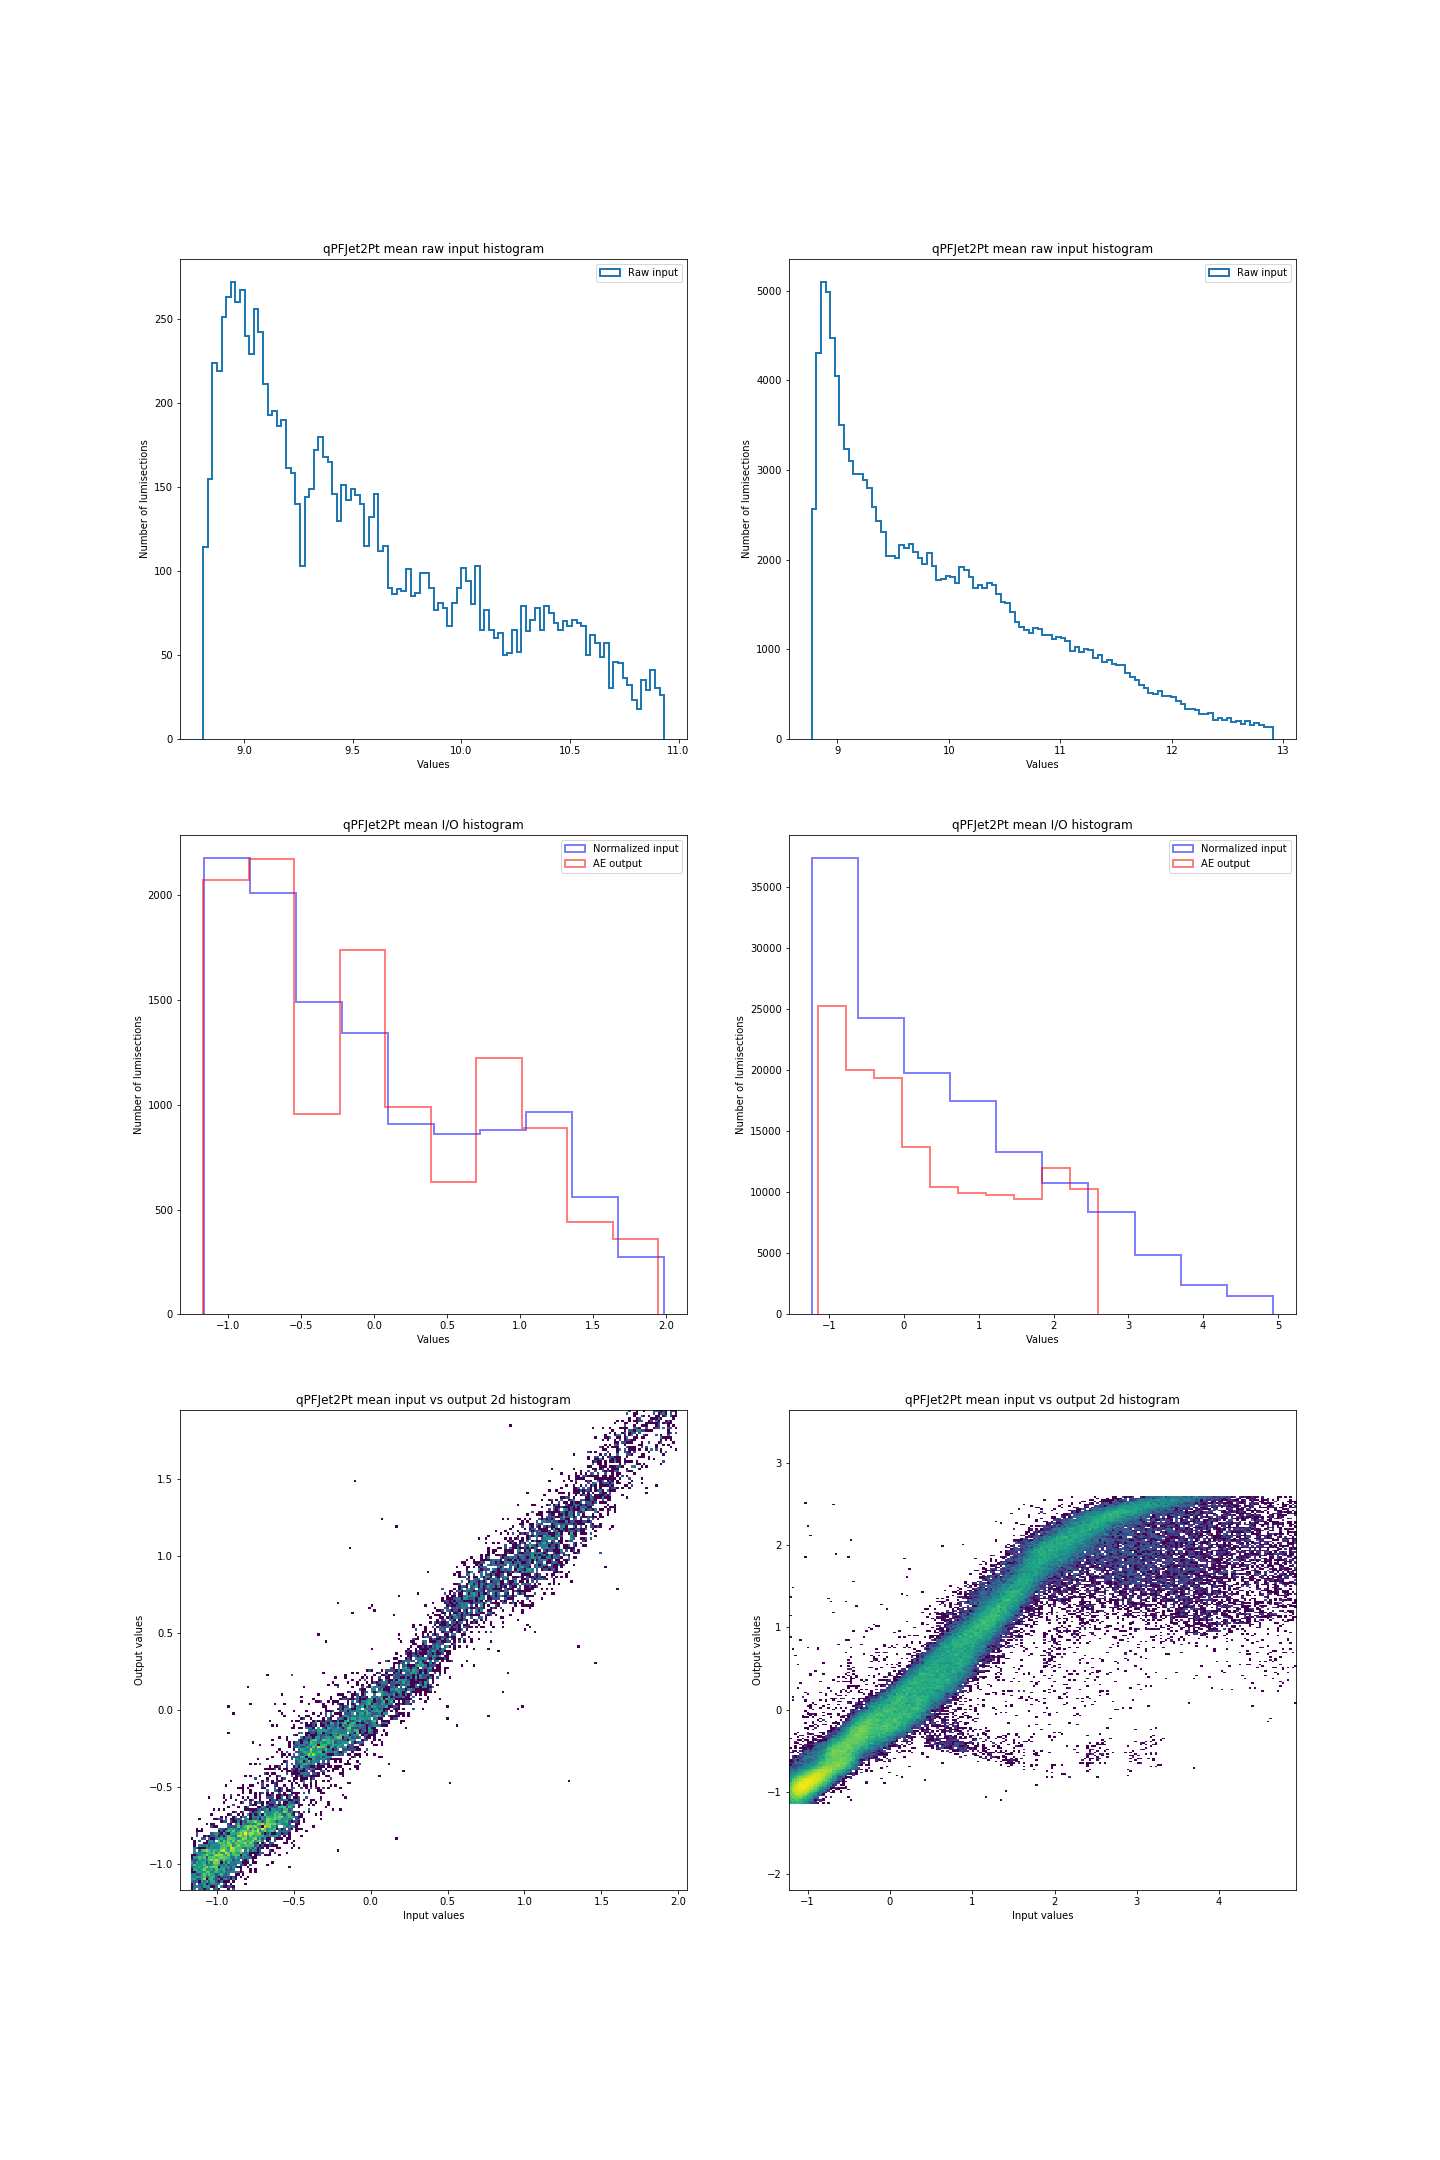 qPFJet2Pt mean raw input histogram
Raw input
Number of lumisections
250
200
150
100
50
0
9.0 9.5 10.0 10.5 11.0
Values
qPFJet2Pt mean raw input histogram
Raw input
Number of lumisections
5000
4000
3000
2000
1000
0
9 10 11 12 13
Values
qPFJet2Pt mean I/O histogram
Normalized input
AE output
Number of lumisections
2000
1500
1000
500
0
−1.0 −0.5 0.0 0.5 1.0 1.5 2.0
Values
qPFJet2Pt mean I/O histogram
Normalized input
AE output
Number of lumisections
35000
30000
25000
20000
15000
10000
5000
0
−1 0 1 2 3 4 5
Values
qPFJet2Pt mean input vs output 2d histogram
Output values
1.5
1.0
0.5
0.0
−0.5
−1.0
−1.0 −0.5 0.0 0.5 1.0 1.5 2.0
Input values
qPFJet2Pt mean input vs output 2d histogram
Output values
3
2
1
0
−1
−2
−1 0 1 2 3 4
Input values